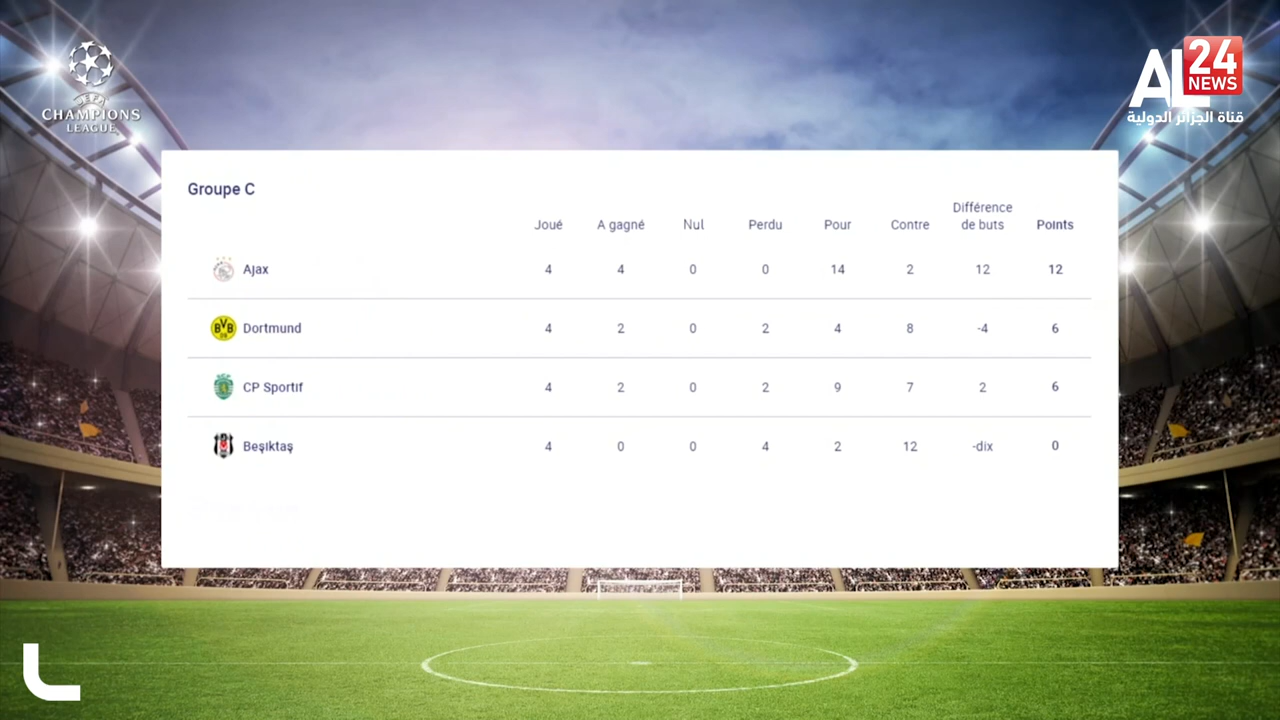 UEFA
CHAMPIONS
LEAGUE
AL 24
NEWS
قناة الجزائر الدولية
Groupe C
Joué A gagné Nul Perdu Pour Contre Différence de buts Points
Ajax 4 4 0 0 14 2 12 12
BVB 09 Dortmund 4 2 0 2 4 8 -4 6
CP Sportif 4 2 0 2 9 7 2 6
Beşiktaş 4 0 0 4 2 12 -dix 0